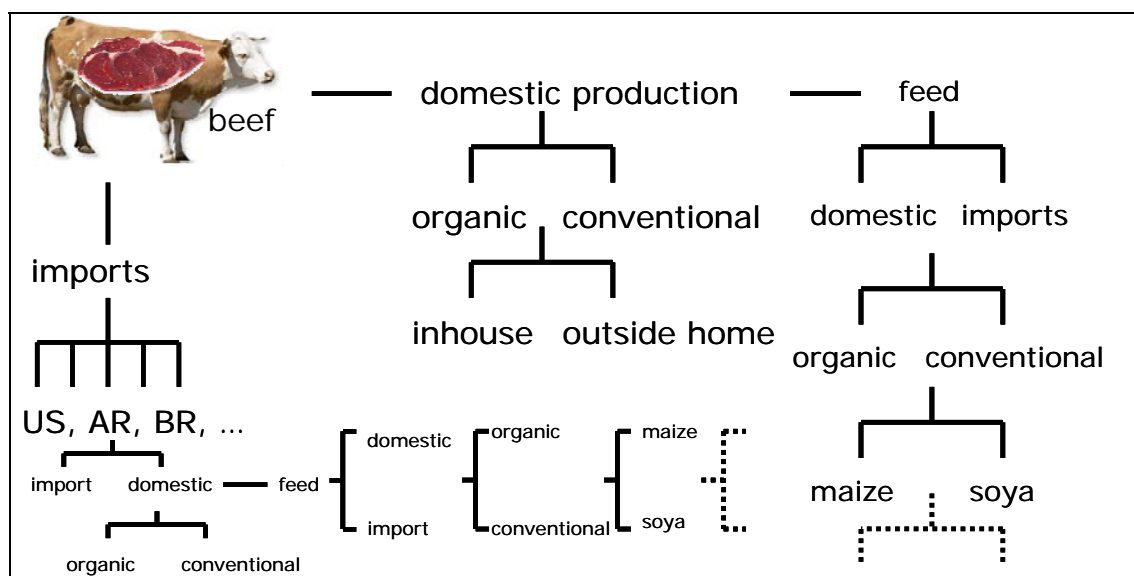 beef
domestic production
feed
organic conventional
domestic imports
imports
inhouse outside home
organic conventional
US, AR, BR, ...
domestic
organic
maize
import domestic
feed
maize soya
import
conventional
soya
organic conventional